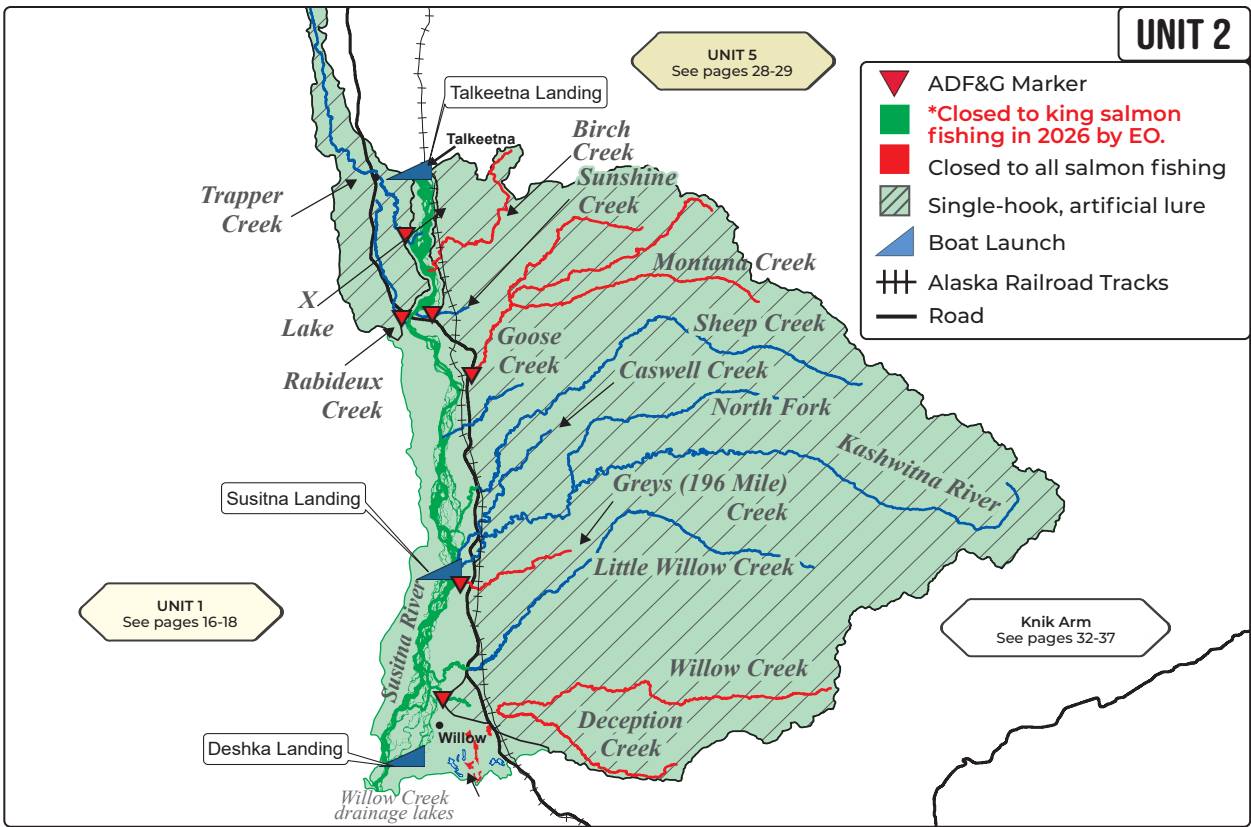 UNIT 2
ADF&G Marker
*Closed to king salmon
fishing in 2026 by EO.
Closed to all salmon fishing
Single-hook, artificial lure
Boat Launch
Alaska Railroad Tracks
Road
UNIT 5
See pages 28-29
Talkeetna Landing
Talkeetna
Birch
Creek
Sunshine
Creek
Trapper
Creek
Montana Creek
X
Lake
Sheep Creek
Goose
Creek
Rabideux
Creek
Caswell Creek
North Fork
Kashwitna River
Greys (196 Mile)
Creek
Susitna Landing
Little Willow Creek
UNIT 1
See pages 16-18
Knik Arm
See pages 32-37
Susitna River
Willow Creek
Deception
Creek
Willow
Deshka Landing
Willow Creek
drainage lakes